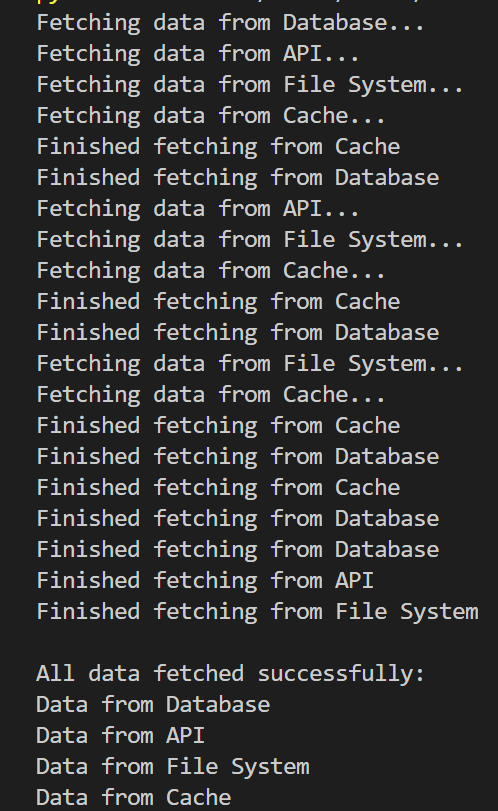 Fetching data from Database...
Fetching data from API...
Fetching data from File System...
Fetching data from Cache...
Finished fetching from Cache
Finished fetching from Database
Fetching data from API...
Fetching data from File System...
Fetching data from Cache...
Finished fetching from Cache
Finished fetching from Database
Fetching data from File System...
Fetching data from Cache...
Finished fetching from Cache
Finished fetching from Database
Finished fetching from Cache
Finished fetching from Database
Finished fetching from Database
Finished fetching from API
Finished fetching from File System

All data fetched successfully:
Data from Database
Data from API
Data from File System
Data from Cache